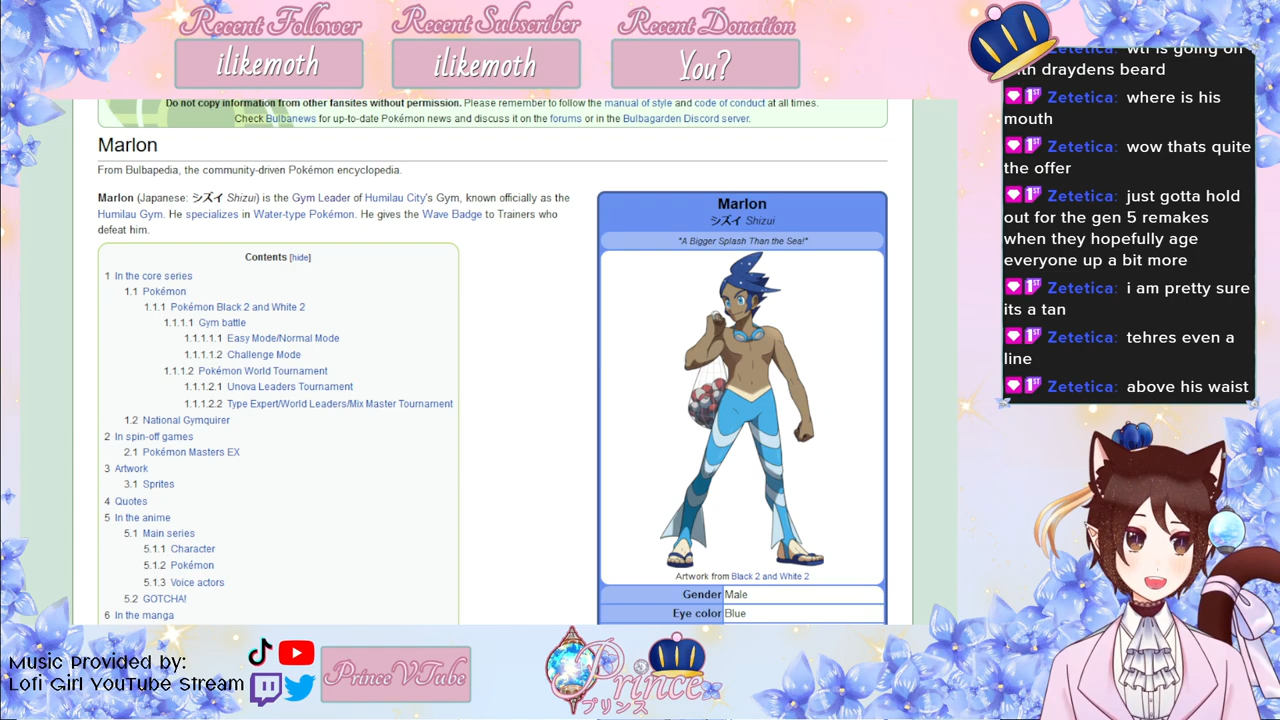 Recent Follower
ilikemoth
Recent Subscriber
ilikemoth
Recent Donation
You?
Do not copy information from other fansites without permission. Please remember to follow the manual of style and code of conduct at all times.
Check Bulbanews for up-to-date Pokémon news and discuss it on the forums or in the Bulbagarden Discord server.
Marlon
From Bulbapedia, the community-driven Pokémon encyclopedia.
Marlon (Japanese: シズイ Shizui) is the Gym Leader of Humilau City's Gym, known officially as the
Humilau Gym. He specializes in Water-type Pokémon. He gives the Wave Badge to Trainers who
defeat him.
Contents [hide]
1 In the core series
1.1 Pokémon
1.1.1 Pokémon Black 2 and White 2
1.1.1.1 Gym battle
1.1.1.1.1 Easy Mode/Normal Mode
1.1.1.1.2 Challenge Mode
1.1.1.2 Pokémon World Tournament
1.1.1.2.1 Unova Leaders Tournament
1.1.1.2.2 Type Expert/World Leaders/Mix Master Tournament
1.2 National Gymquirer
2 In spin-off games
2.1 Pokémon Masters EX
3 Artwork
3.1 Sprites
4 Quotes
5 In the anime
5.1 Main series
5.1.1 Character
5.1.2 Pokémon
5.1.3 Voice actors
5.2 GOTCHA!
6 In the manga
Marlon
シズイ Shizui
"A Bigger Splash Than the Sea!"
Artwork from Black 2 and White 2
Gender Male
Eye color Blue
wtf is going on
with draydens beard
Zetetica: where is his
mouth
Zetetica: wow thats quite
the offer
Zetetica: just gotta hold
out for the gen 5 remakes
when they hopefully age
everyone up a bit more
Zetetica: i am pretty sure
its a tan
Zetetica: tehres even a
line
Zetetica: above his waist
Music Provided by:
Lofi Girl YouTube Stream
Prince VTube
Prince
プリンス